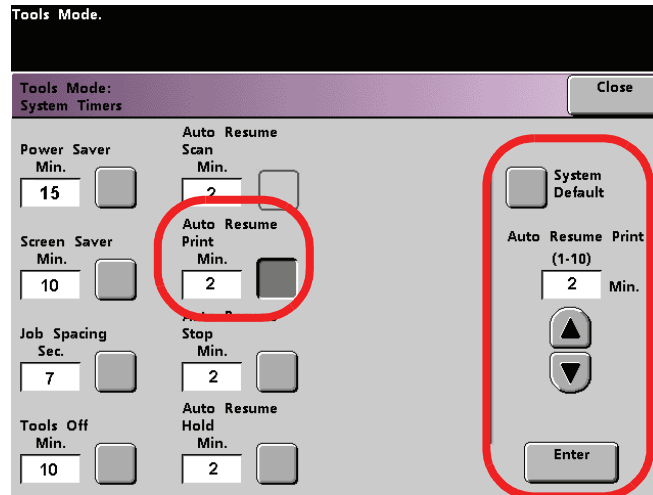 Tools Mode.
Tools Mode:
System Timers
Close
Power Saver
Min.
15
Screen Saver
Min.
10
Job Spacing
Sec.
7
Tools Off
Min.
10
Auto Resume
Scan
Min.
2
Auto Resume
Print
Min.
2
Auto Resume
Stop
Min.
2
Auto Resume
Hold
Min.
2
System
Default
Auto Resume Print
(1-10)
2 Min.
Enter